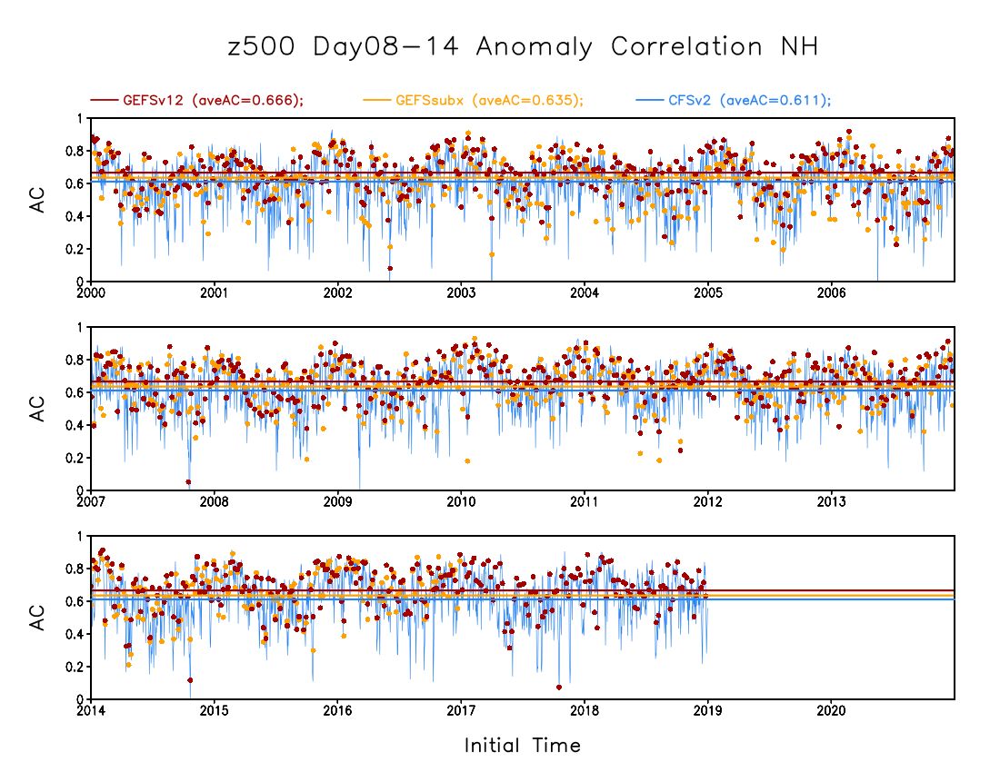 z500 Day08-14 Anomaly Correlation NH
GEFSv12 (aveAC=0.666); GEFSsubx (aveAC=0.635); CFSv2 (aveAC=0.611);
1
0.8
0.6
0.4
0.2
0
AC
2000 2001 2002 2003 2004 2005 2006
1
0.8
0.6
0.4
0.2
0
AC
2007 2008 2009 2010 2011 2012 2013
1
0.8
0.6
0.4
0.2
0
AC
2014 2015 2016 2017 2018 2019 2020
Initial Time